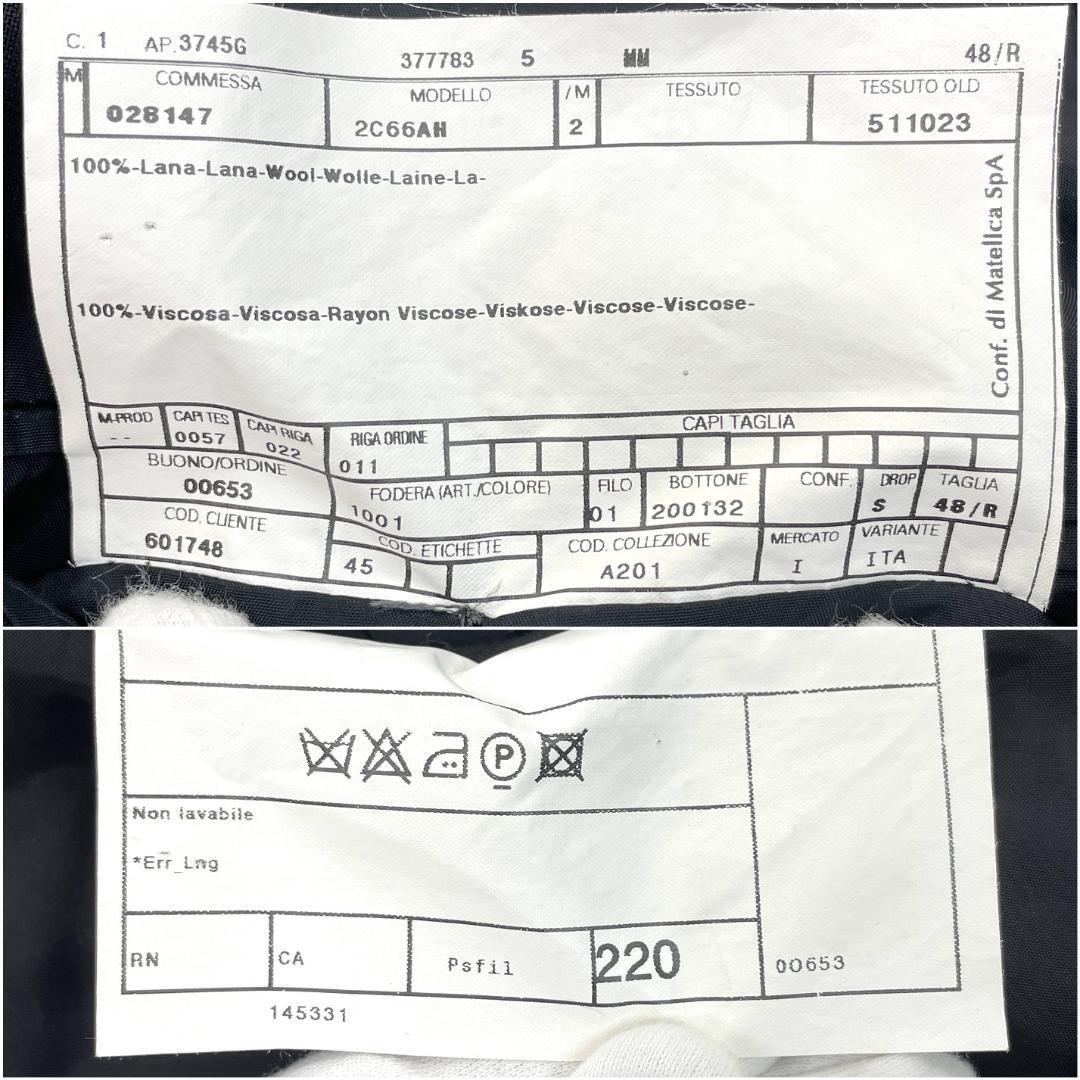 C. 1 AP.3745G 377783 5 MM 48/R
M COMMESSA MODELLO /M TESSUTO TESSUTO OLD
028147 2C66AH 2 511023
100%-Lana-Lana-Wool-Wolle-Laine-La-
Conf. di Matelica SpA
100%-Viscosa-Viscosa-Rayon Viscose-Viskose-Viscose-Viscose-
M.PROD CAPI TES CAPI RIGA RIGA ORDINE CAPI TAGLIA
-- 0057 022 011
BUONO/ORDINE FODERA (ART./COLORE) FILO BOTTONE CONF. DROP TAGLIA
00653 1001 01 200132 S 48/R
COD. CLIENTE COD. ETICHETTE COD. COLLEZIONE MERCATO VARIANTE
601748 45 A201 I ITA
P
Non lavabile
*Err_Lng
RN CA Psfil 220 00653
145331